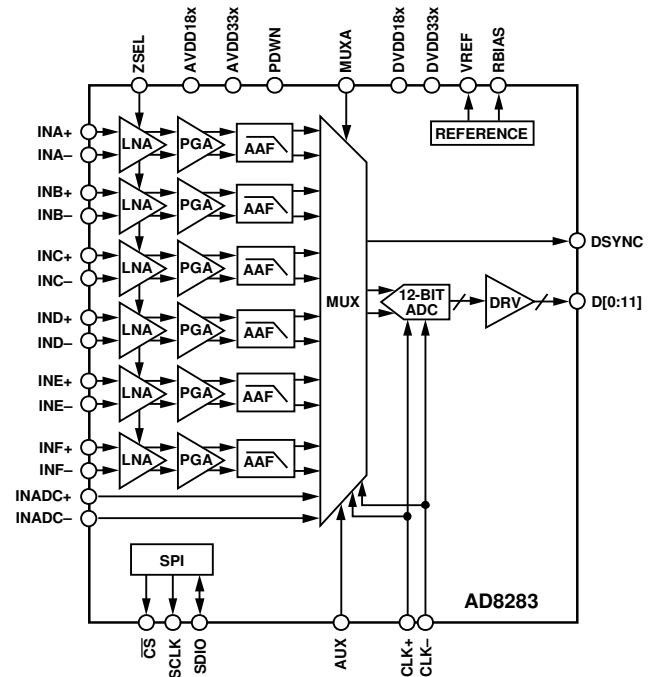 ZSEL
AVDD18x
AVDD33x
PDWN
MUXA
DVDD18x
DVDD33x
VREF
RBIAS
REFERENCE
INA+
INA–
LNA
PGA
AAF
INB+
INB–
LNA
PGA
AAF
INC+
INC–
LNA
PGA
AAF
DSYNC
MUX
12-BIT
ADC
DRV
D[0:11]
IND+
IND–
LNA
PGA
AAF
INE+
INE–
LNA
PGA
AAF
INF+
INF–
LNA
PGA
AAF
INADC+
INADC–
SPI
AD8283
CS
SCLK
SDIO
AUX
CLK+
CLK–